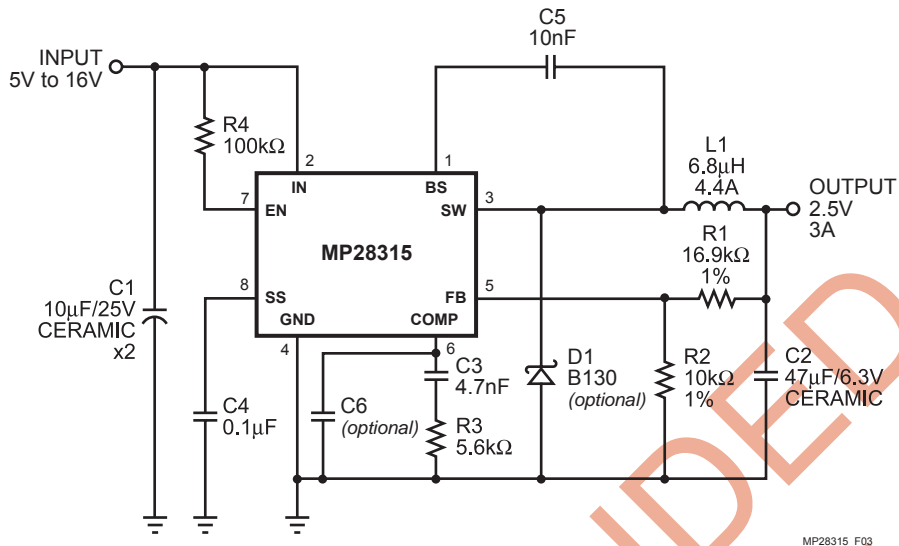 C5
10nF
INPUT
5V to 16V
R4
100kΩ
2
1
L1
6.8μH
4.4A
IN
BS
OUTPUT
2.5V
3A
7
EN
SW
3
MP28315
R1
16.9kΩ
1%
8
SS
FB
5
C1
10μF/25V
CERAMIC
x2
GND
COMP
4
6
C3
4.7nF
D1
B130
(optional)
R2
10kΩ
1%
C2
47μF/6.3V
CERAMIC
C4
0.1μF
C6
(optional)
R3
5.6kΩ
NDED
MP28315_F03